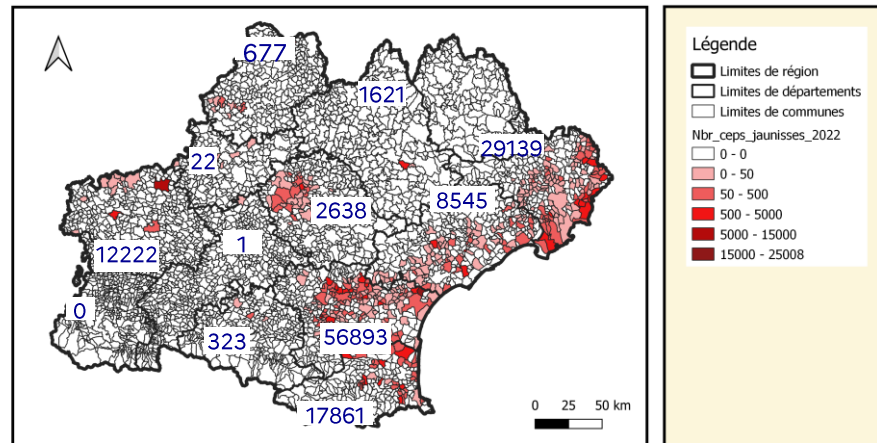 677
1621
29139
22
8545
2638
1
12222
0
323
56893
17861
0 25 50 km
Légende
Limites de région
Limites de départements
Limites de communes
Nbr_ceps_jaunisses_2022
0 - 0
0 - 50
50 - 500
500 - 5000
5000 - 15000
15000 - 25008